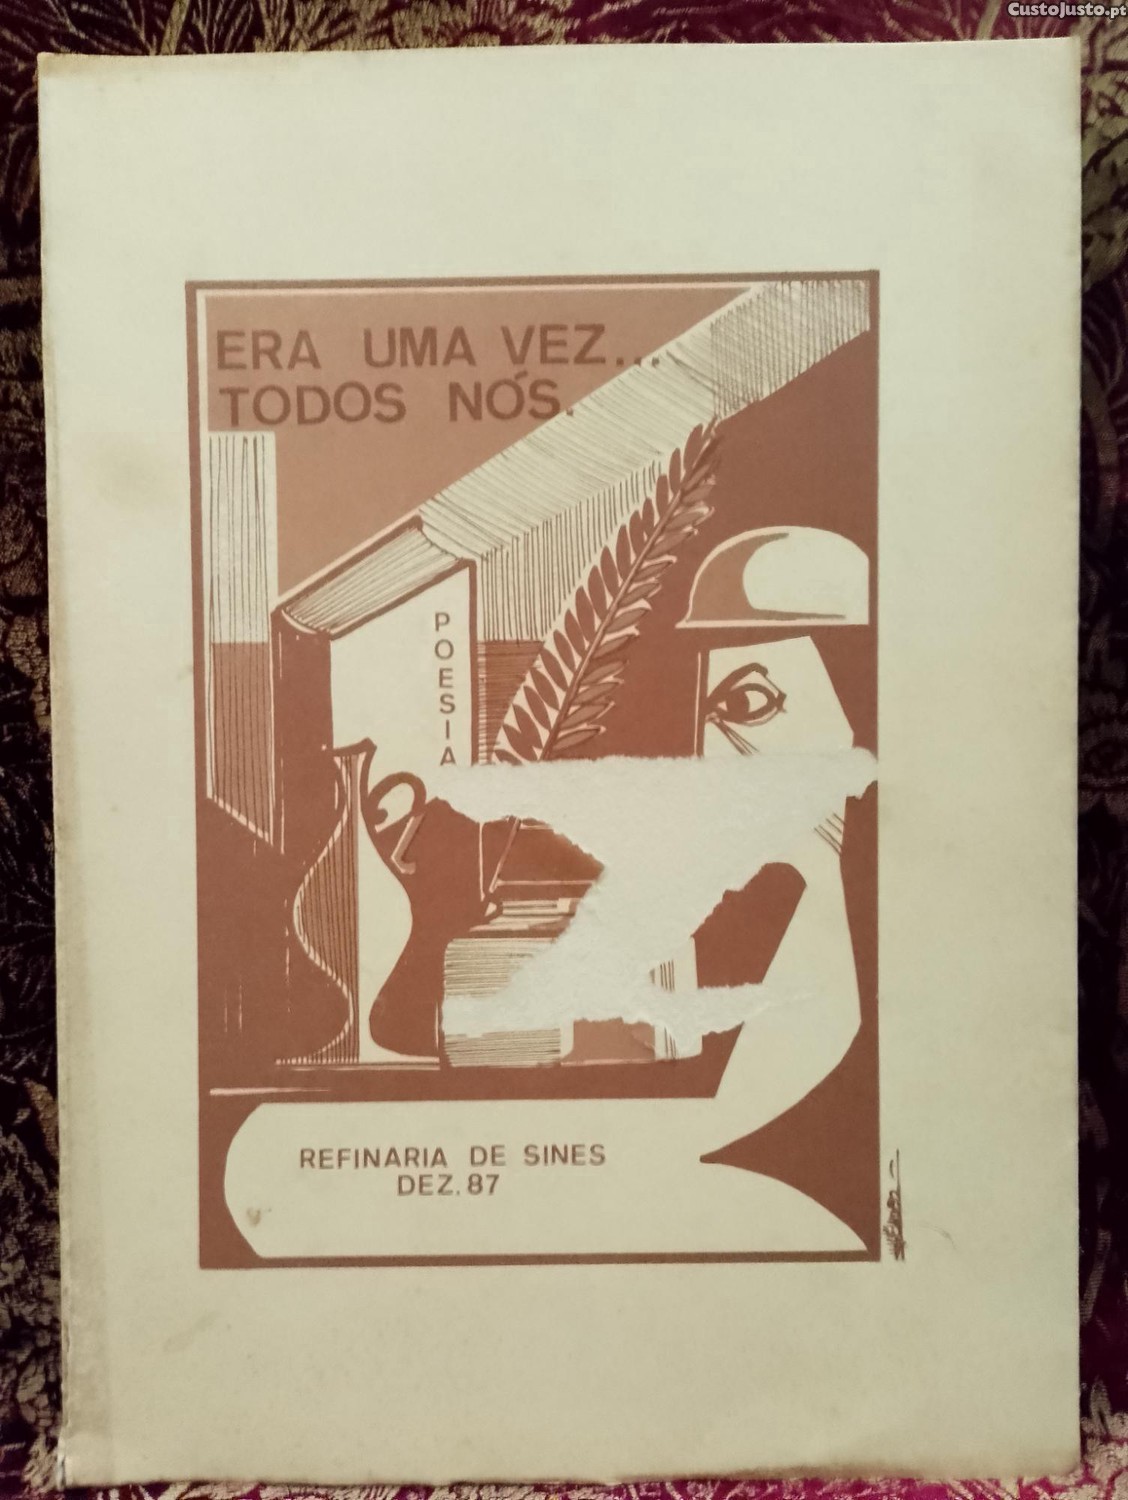 CustoJusto.pt
ERA UMA VEZ...
TODOS NÓS.
POESIA
REFINARIA DE SINES
DEZ. 87